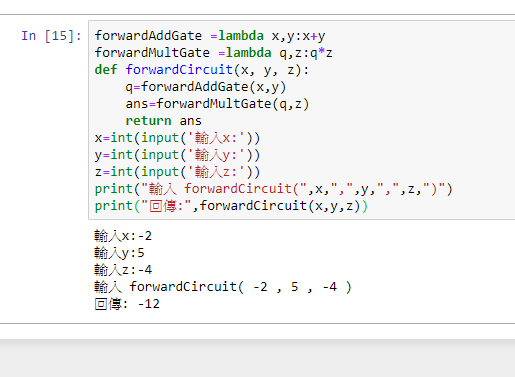 In [15]: forwardAddGate =lambda x,y:x+y
forwardMultGate =lambda q,z:q*z
def forwardCircuit(x, y, z):
    q=forwardAddGate(x,y)
    ans=forwardMultGate(q,z)
    return ans
x=int(input('輸入x:'))
y=int(input('輸入y:'))
z=int(input('輸入z:'))
print("輸入 forwardCircuit(",x,",",y,",",z,")")
print("回傳:",forwardCircuit(x,y,z))
輸入x:-2
輸入y:5
輸入z:-4
輸入 forwardCircuit( -2 , 5 , -4 )
回傳: -12